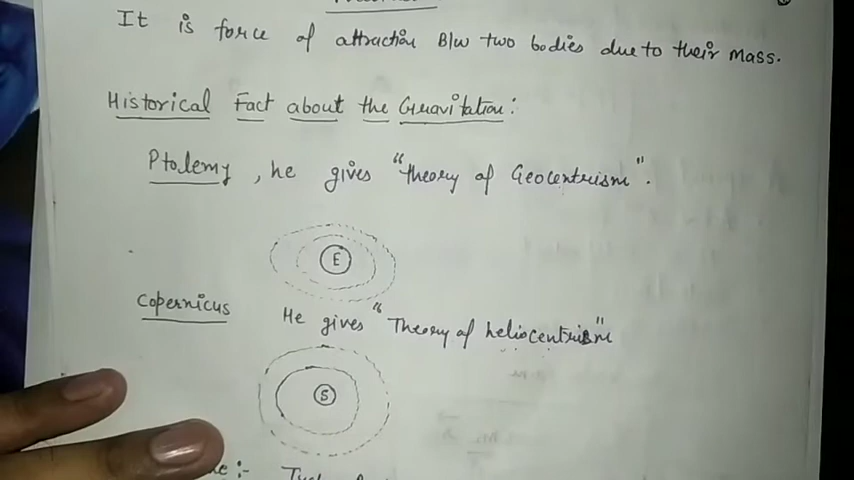 It is force of attraction B/w two bodies due to their mass.
Historical Fact about the Gravitation:
Ptolemy, he gives "theory of Geocentrism".
E
Copernicus He gives "Theory of heliocentrism"
S